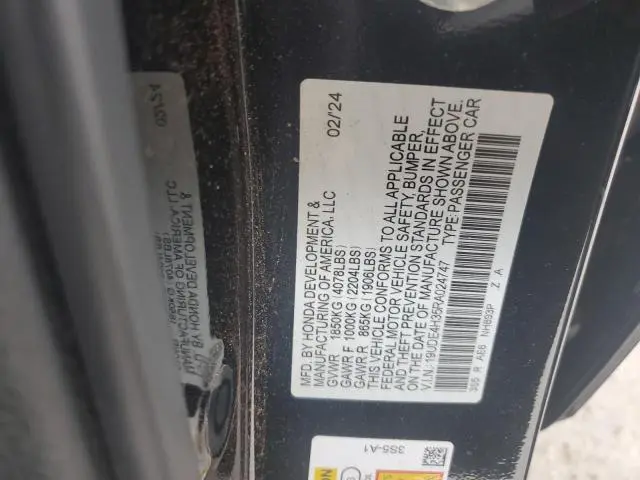 MFD. BY HONDA DEVELOPMENT &
MANUFACTURING OF AMERICA, LLC
02/'24
GVWR 1850KG (4078LBS)
GAWR F 1000KG (2204LBS)
GAWR R 865KG (1906LBS)
THIS VEHICLE CONFORMS TO ALL APPLICABLE
FEDERAL MOTOR VEHICLE SAFETY, BUMPER,
AND THEFT PREVENTION STANDARDS IN EFFECT
ON THE DATE OF MANUFACTURE SHOWN ABOVE.
V.I.N.: 19UDE4H35RA024747 TYPE: PASSENGER CAR
3S5 R AE6 NH693P Z A
3S5-A1